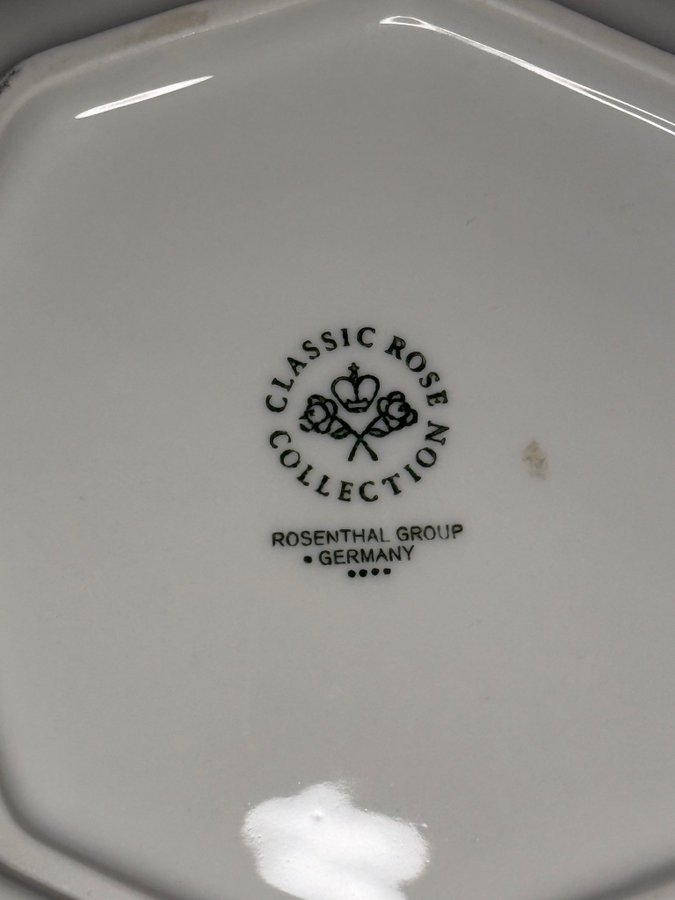 CLASSIC ROSE
COLLECTION
ROSENTHAL GROUP
• GERMANY
••••